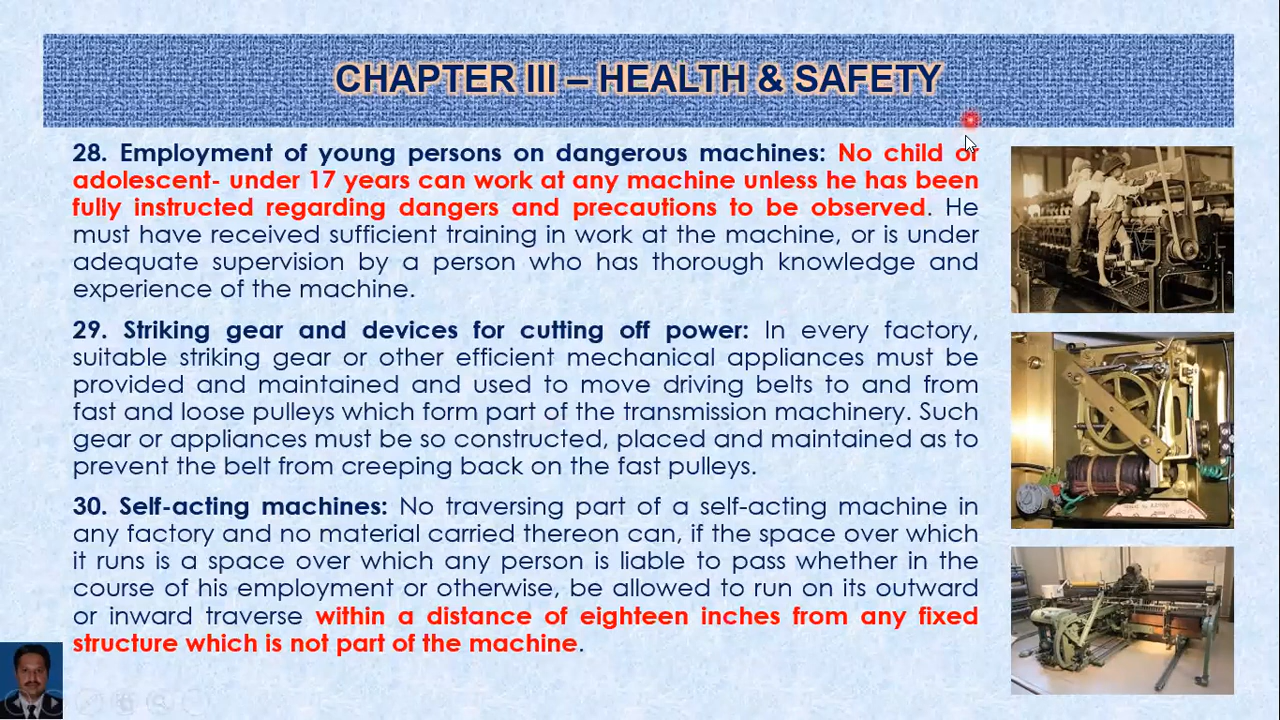 CHAPTER III – HEALTH & SAFETY
28. Employment of young persons on dangerous machines: No child or
adolescent- under 17 years can work at any machine unless he has been
fully instructed regarding dangers and precautions to be observed. He
must have received sufficient training in work at the machine, or is under
adequate supervision by a person who has thorough knowledge and
experience of the machine.
29. Striking gear and devices for cutting off power: In every factory,
suitable striking gear or other efficient mechanical appliances must be
provided and maintained and used to move driving belts to and from
fast and loose pulleys which form part of the transmission machinery. Such
gear or appliances must be so constructed, placed and maintained as to
prevent the belt from creeping back on the fast pulleys.
30. Self-acting machines: No traversing part of a self-acting machine in
any factory and no material carried thereon can, if the space over which
it runs is a space over which any person is liable to pass whether in the
course of his employment or otherwise, be allowed to run on its outward
or inward traverse within a distance of eighteen inches from any fixed
structure which is not part of the machine.